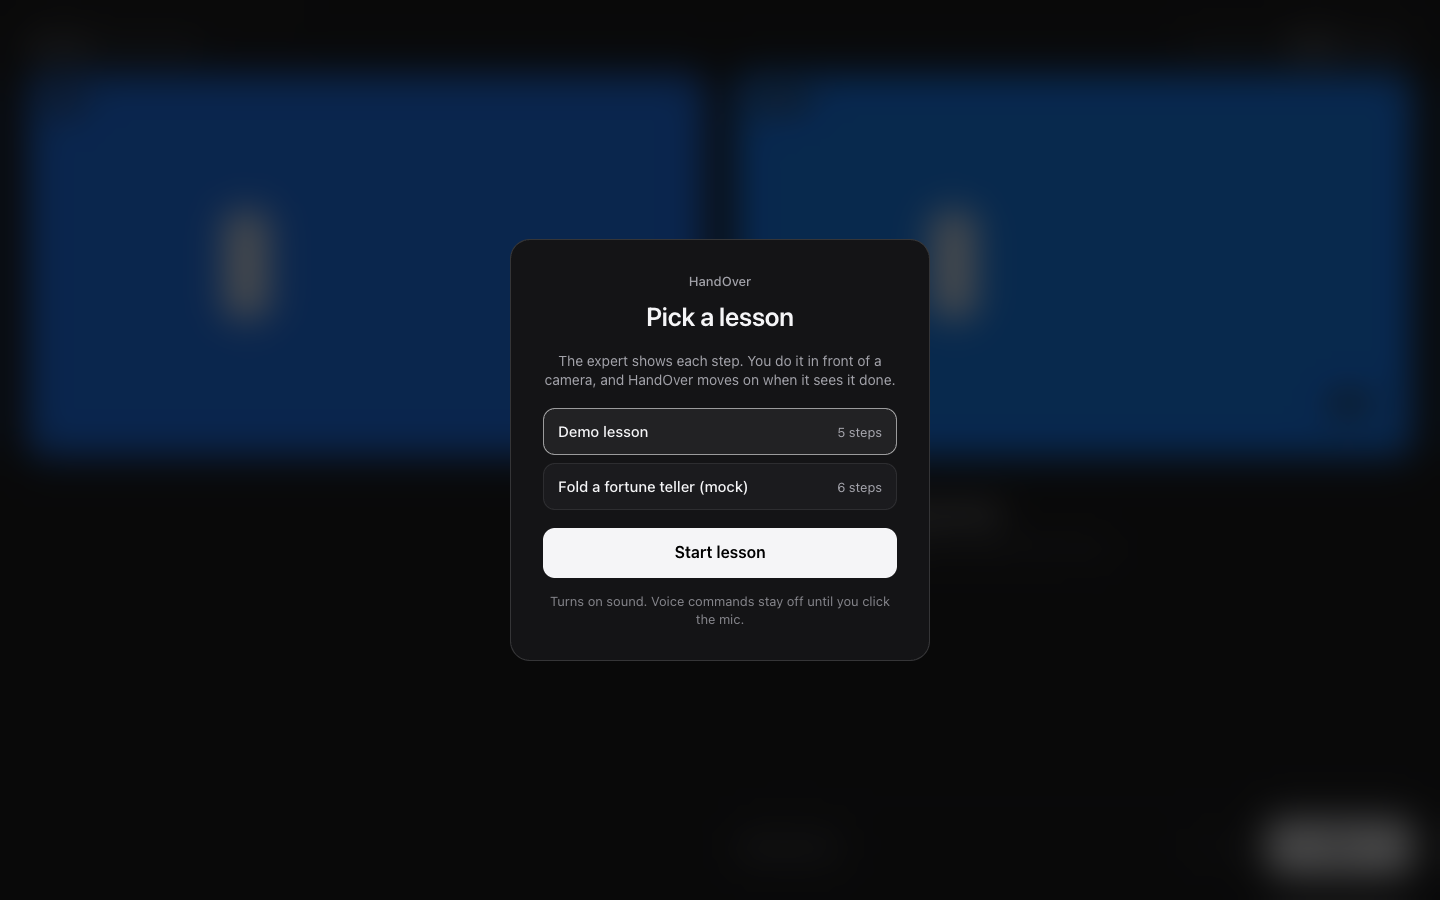 HandOver
Pick a lesson
The expert shows each step. You do it in front of a
camera, and HandOver moves on when it sees it done.
Demo lesson 5 steps
Fold a fortune teller (mock) 6 steps
Start lesson
Turns on sound. Voice commands stay off until you click
the mic.